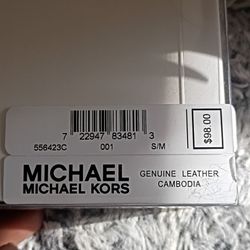 7 22947 83481 3
556423C 001 S/M
$98.00
MICHAEL
MICHAEL KORS
GENUINE LEATHER
CAMBODIA